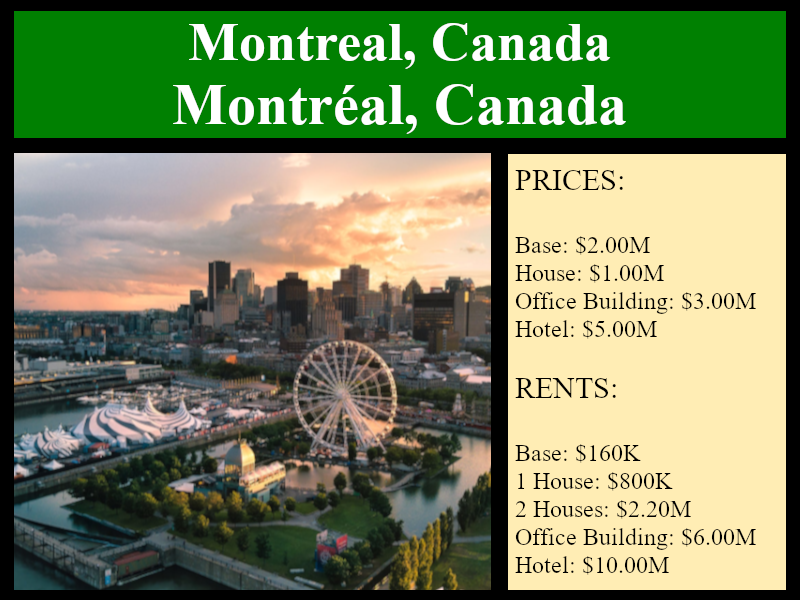 Montreal, Canada
Montréal, Canada
PRICES:
Base: $2.00M
House: $1.00M
Office Building: $3.00M
Hotel: $5.00M
RENTS:
Base: $160K
1 House: $800K
2 Houses: $2.20M
Office Building: $6.00M
Hotel: $10.00M